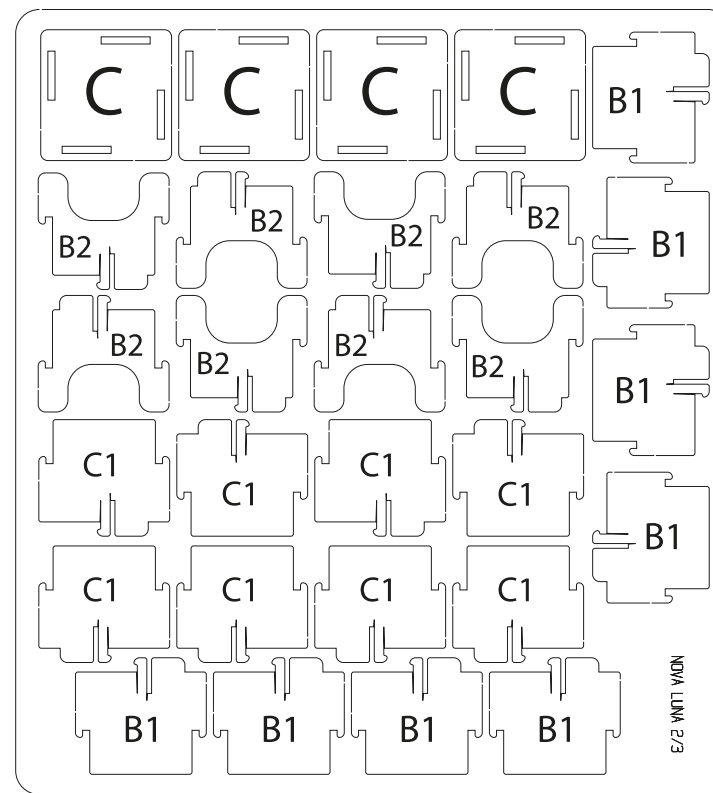 C C C C B1
B2 B2 B2 B2 B1
B2 B2 B2 B2 B1
C1 C1 C1 C1 B1
C1 C1 C1 C1
B1 B1 B1 B1
NOVA LUNA 2/3